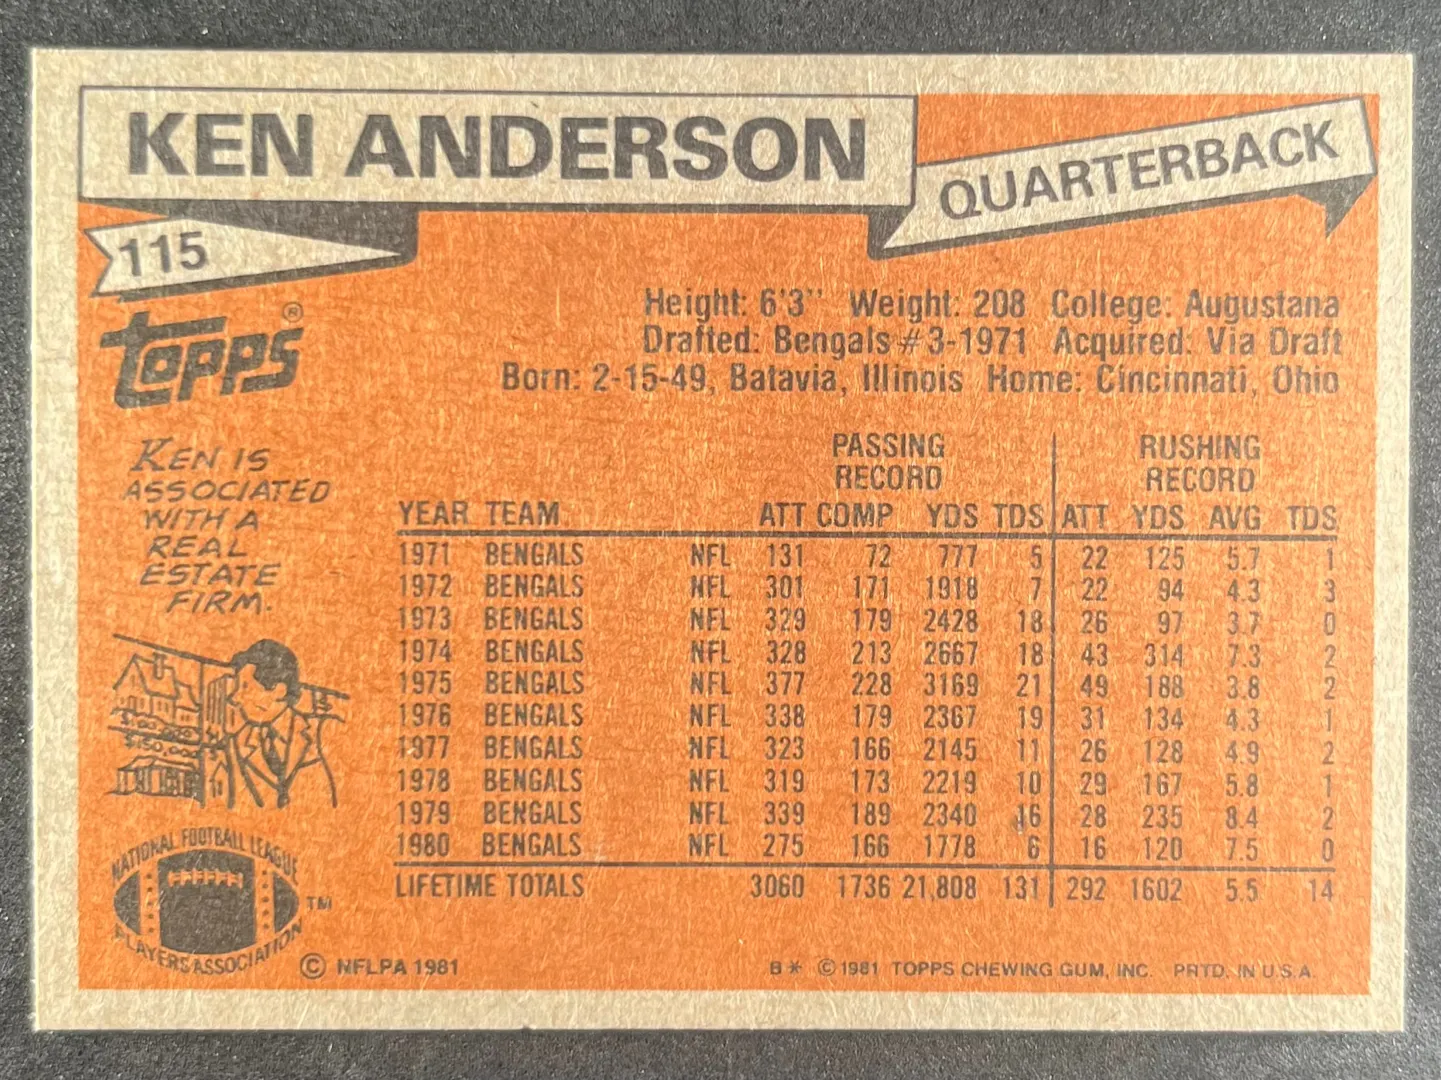 KEN ANDERSON
QUARTERBACK
115
TOPPS®
Height: 6'3" Weight: 208 College: Augustana
Drafted: Bengals #3-1971 Acquired: Via Draft
Born: 2-15-49, Batavia, Illinois Home: Cincinnati, Ohio
KEN IS
ASSOCIATED
WITH A
REAL
ESTATE
FIRM.
$160,000
$150,000
PASSING RUSHING
RECORD RECORD
YEAR TEAM ATT COMP YDS TDS ATT YDS AVG TDS
1971 BENGALS NFL 131 72 777 5 22 125 5.7 1
1972 BENGALS NFL 301 171 1918 7 22 94 4.3 3
1973 BENGALS NFL 329 179 2428 18 26 97 3.7 0
1974 BENGALS NFL 328 213 2667 18 43 314 7.3 2
1975 BENGALS NFL 377 228 3169 21 49 188 3.8 2
1976 BENGALS NFL 338 179 2367 19 31 134 4.3 1
1977 BENGALS NFL 323 166 2145 11 26 128 4.9 2
1978 BENGALS NFL 319 173 2219 10 29 167 5.8 1
1979 BENGALS NFL 339 189 2340 16 28 235 8.4 2
1980 BENGALS NFL 275 166 1778 6 16 120 7.5 0
LIFETIME TOTALS 3060 1736 21,808 131 292 1602 5.5 14
NATIONAL FOOTBALL LEAGUE
PLAYERS ASSOCIATION
TM
© NFLPA 1981
B* © 1981 TOPPS CHEWING GUM, INC. PRTD. IN U.S.A.